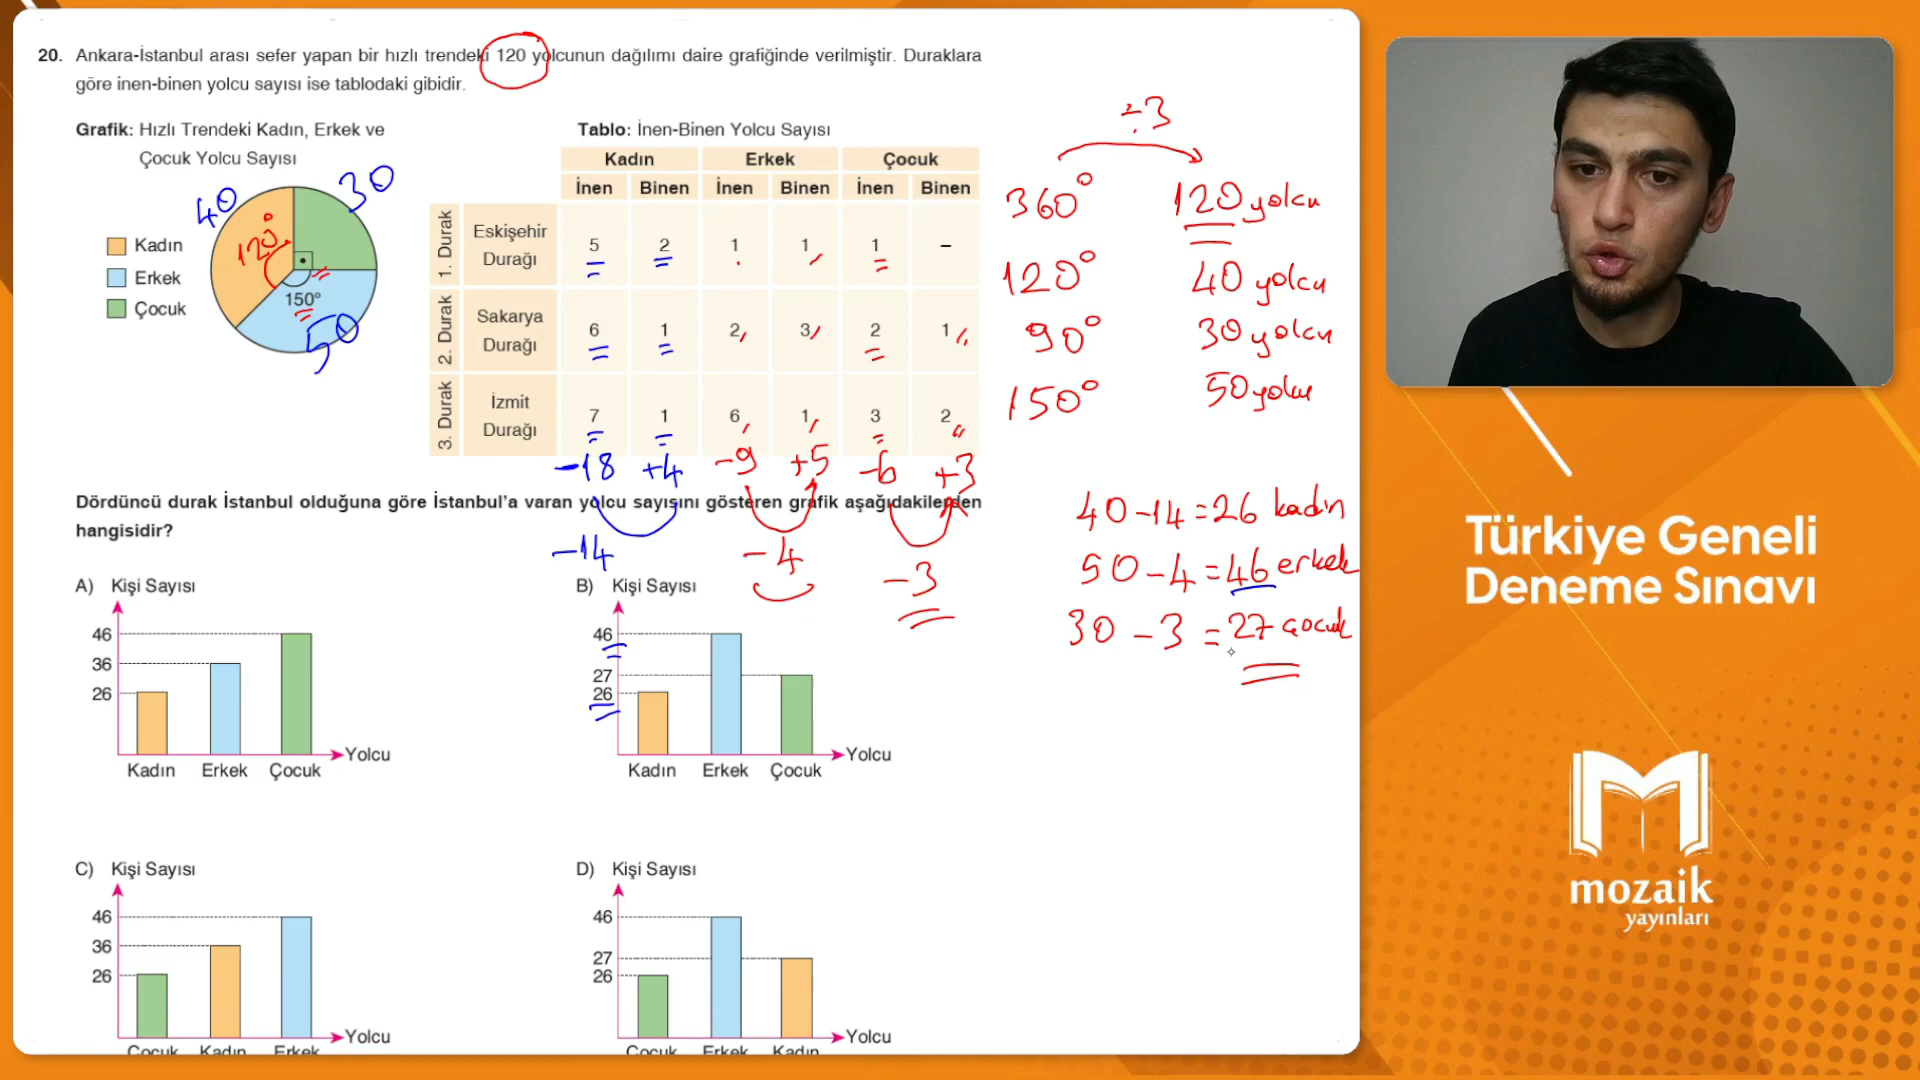 20. Ankara-İstanbul arası sefer yapan bir hızlı trendeki 120 yolcunun dağılımı daire grafiğinde verilmiştir. Duraklara
göre inen-binen yolcu sayısı ise tablodaki gibidir.
Grafik: Hızlı Trendeki Kadın, Erkek ve
Çocuk Yolcu Sayısı
40
30
120°
150°
50
Kadın
Erkek
Çocuk
Tablo: İnen-Binen Yolcu Sayısı
Kadın Erkek Çocuk
İnen Binen İnen Binen İnen Binen
1. Durak Eskişehir Durağı 5 2 1 1 1 –
2. Durak Sakarya Durağı 6 1 2 3 2 1
3. Durak İzmit Durağı 7 1 6 1 3 2
-18 +4 -9 +5 -6 +3
-14 -4 -3
÷3
360° 120 yolcu
120° 40 yolcu
90° 30 yolcu
150° 50 yolcu
40-14=26 kadın
50-4=46 erkek
30-3=27 çocuk
Dördüncü durak İstanbul olduğuna göre İstanbul'a varan yolcu sayısını gösteren grafik aşağıdakilerden
hangisidir?
A) Kişi Sayısı
46
36
26
Yolcu
Kadın Erkek Çocuk
B) Kişi Sayısı
46
27
26
Yolcu
Kadın Erkek Çocuk
C) Kişi Sayısı
46
36
26
Yolcu
Çocuk Kadın Erkek
D) Kişi Sayısı
46
27
26
Yolcu
Çocuk Erkek Kadın
Türkiye Geneli
Deneme Sınavı
mozaik
yayınları